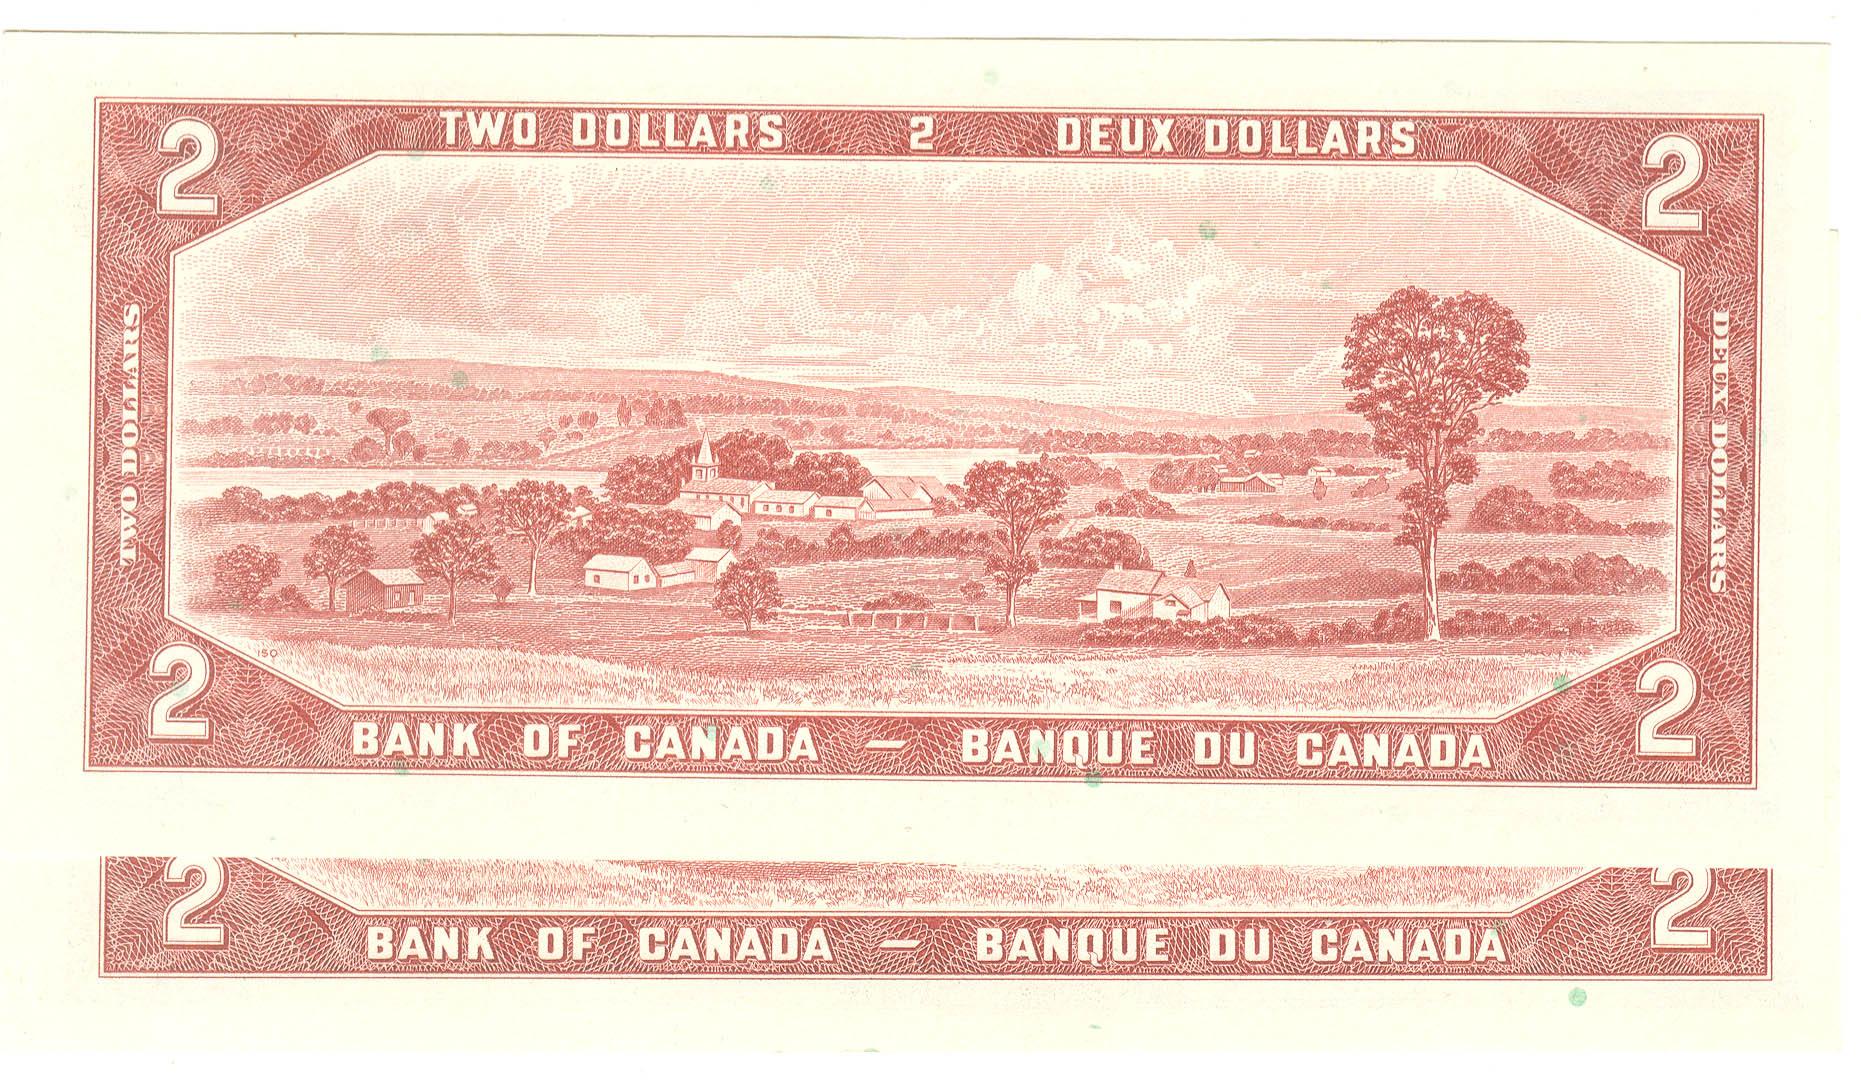 2 TWO DOLLARS 2 DEUX DOLLARS 2
TWO DOLLARS
DEUX DOLLARS
ISO
2 BANK OF CANADA — BANQUE DU CANADA 2
2 BANK OF CANADA — BANQUE DU CANADA 2